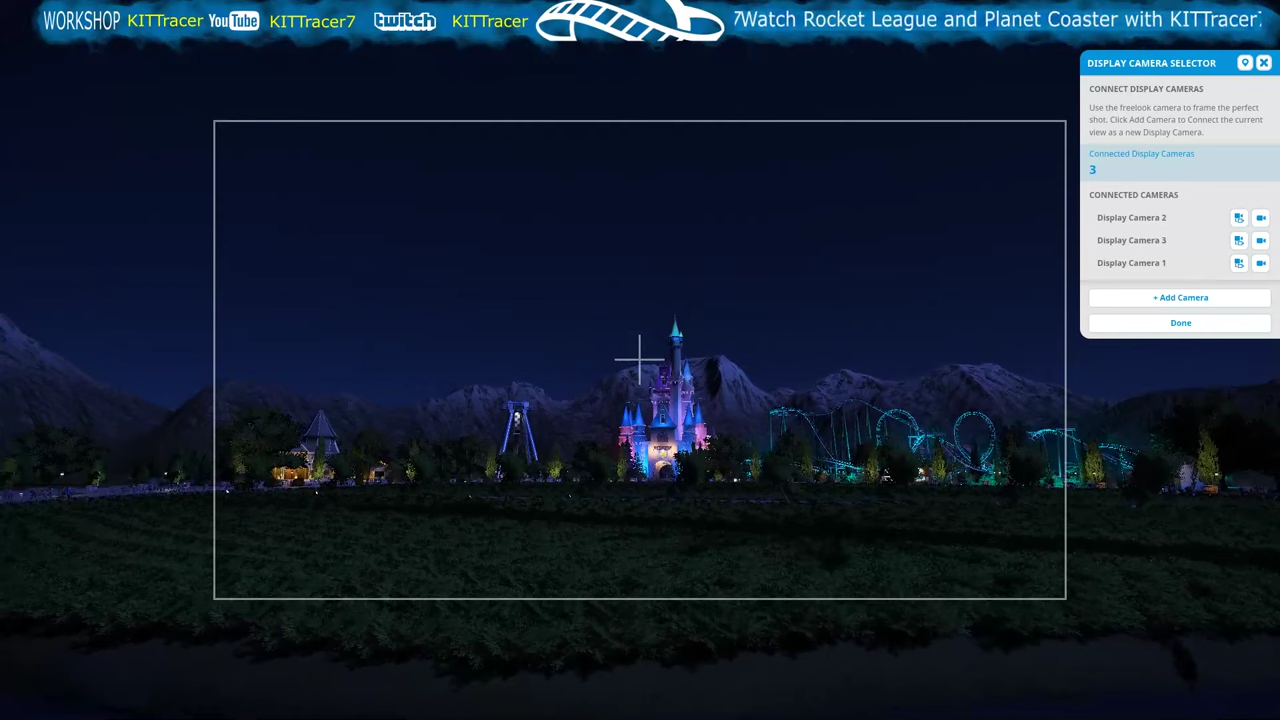 WORKSHOP KITTracer YouTube KITTracer7 twitch KITTracer 7Watch Rocket League and Planet Coaster with KITTracer7
DISPLAY CAMERA SELECTOR
CONNECT DISPLAY CAMERAS
Use the freelook camera to frame the perfect
shot. Click Add Camera to Connect the current
view as a new Display Camera.
Connected Display Cameras
3
CONNECTED CAMERAS
Display Camera 2
Display Camera 3
Display Camera 1
+ Add Camera
Done